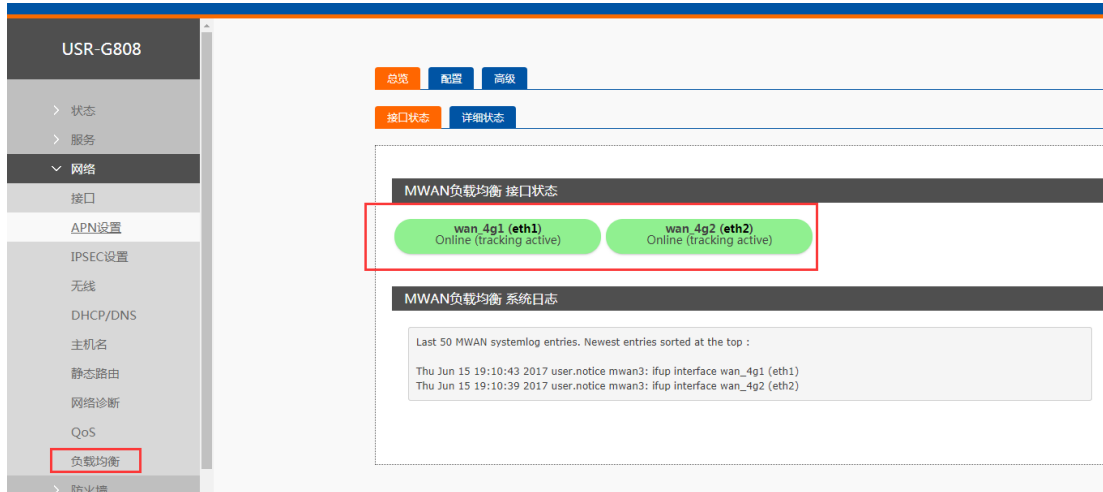 USR-G808
状态
服务
网络
接口
APN设置
IPSEC设置
无线
DHCP/DNS
主机名
静态路由
网络诊断
QoS
负载均衡
防火墙
总览 配置 高级
接口状态 详细状态
MWAN负载均衡 接口状态
wan_4g1 (eth1)
Online (tracking active)
wan_4g2 (eth2)
Online (tracking active)
MWAN负载均衡 系统日志
Last 50 MWAN systemlog entries. Newest entries sorted at the top :
Thu Jun 15 19:10:43 2017 user.notice mwan3: ifup interface wan_4g1 (eth1)
Thu Jun 15 19:10:39 2017 user.notice mwan3: ifup interface wan_4g2 (eth2)